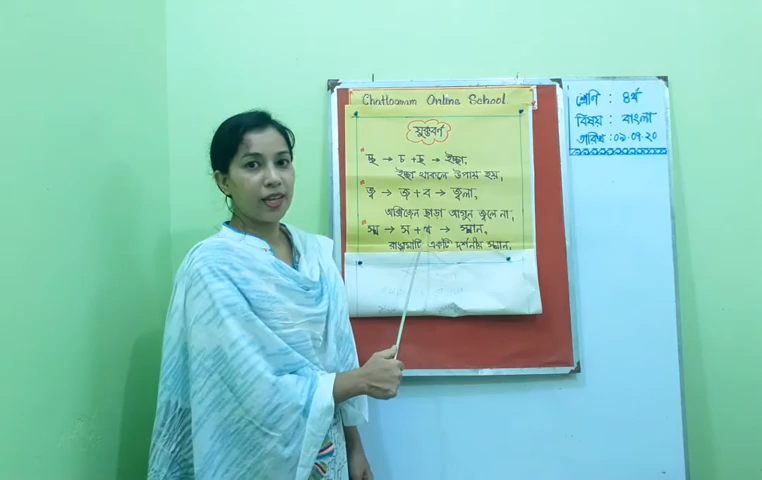 Chattogram Online School
যুক্তবর্ণ
চ্ছ → চ + ছ → ইচ্ছা,
ইচ্ছা থাকলে উপায় হয়,
জ্ব → জ + ব → জ্বলা,
অক্সিজেন ছাড়া আগুন জ্বলে না,
স্থ → স + থ → স্থান,
রাঙামাটি একটি দর্শনীয় স্থান,
শ্রেণি : ৪র্থ
বিষয় : বাংলা
তারিখ : ০৯.০৭.২০